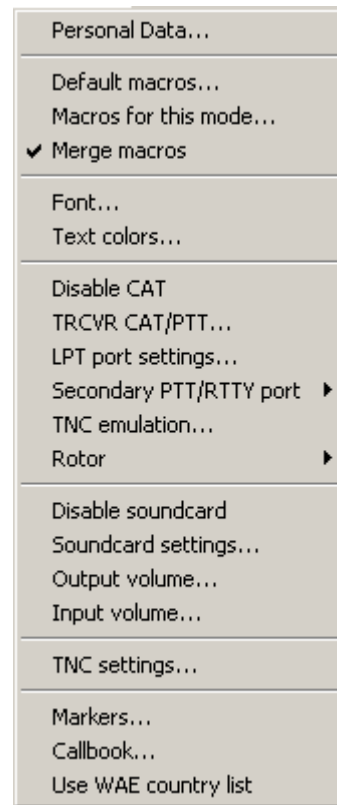 Personal Data...
Default macros...
Macros for this mode...
Merge macros
Font...
Text colors...
Disable CAT
TRCVR CAT/PTT...
LPT port settings...
Secondary PTT/RTTY port
TNC emulation...
Rotor
Disable soundcard
Soundcard settings...
Output volume...
Input volume...
TNC settings...
Markers...
Callbook...
Use WAE country list